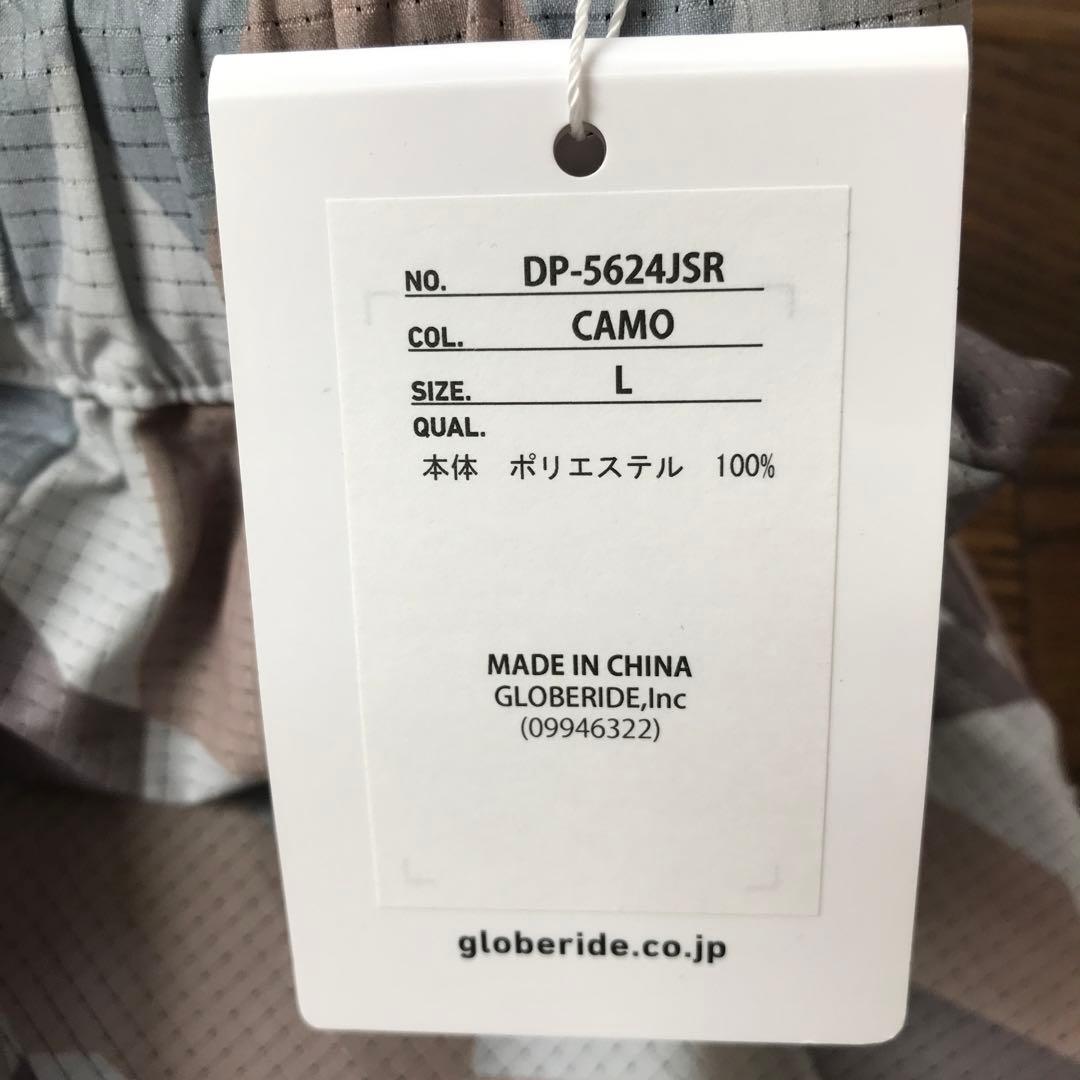 NO. DP-5624JSR
COL. CAMO
SIZE. L
QUAL.
本体 ポリエステル 100%
MADE IN CHINA
GLOBERIDE,Inc
(09946322)
globeride.co.jp